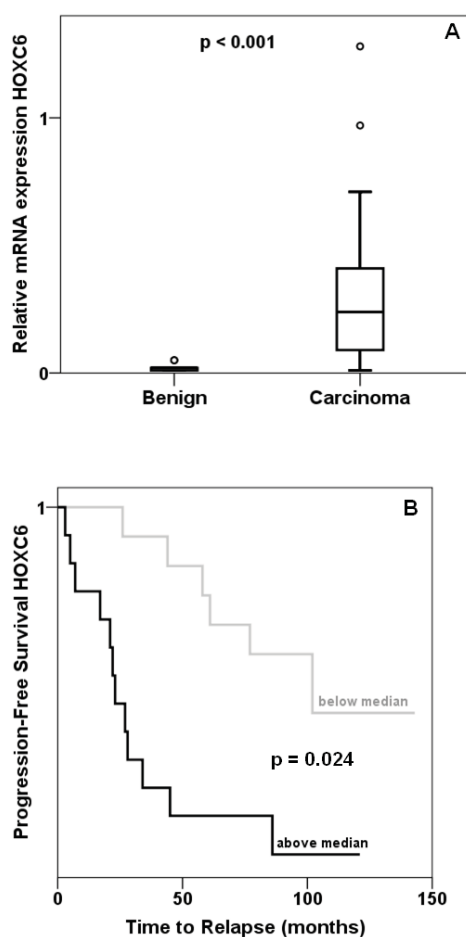 A
p < 0.001
Relative mRNA expression HOXC6
1
0
Benign Carcinoma
B
1
Progression-Free Survival HOXC6
below median
p = 0.024
above median
0 50 100 150
Time to Relapse (months)